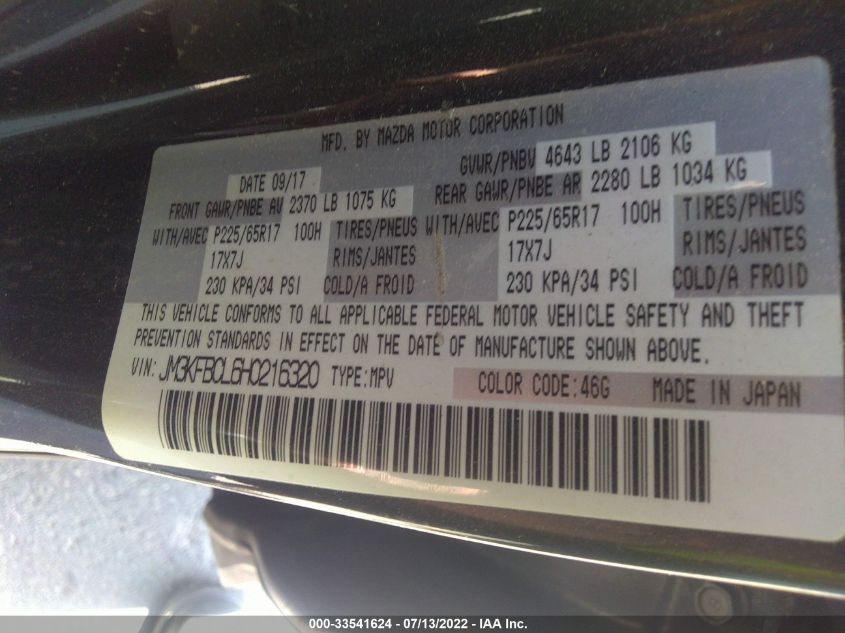 MFD. BY MAZDA MOTOR CORPORATION
DATE 09/17 GVWR/PNBV 4643 LB 2106 KG
FRONT GAWR/PNBE AV 2370 LB 1075 KG REAR GAWR/PNBE AR 2280 LB 1034 KG
WITH/AVEC P225/65R17 100H TIRES/PNEUS WITH/AVEC P225/65R17 100H TIRES/PNEUS
17X7J RIMS/JANTES 17X7J RIMS/JANTES
230 KPA/34 PSI COLD/A FROID 230 KPA/34 PSI COLD/A FROID
THIS VEHICLE CONFORMS TO ALL APPLICABLE FEDERAL MOTOR VEHICLE SAFETY AND THEFT
PREVENTION STANDARDS IN EFFECT ON THE DATE OF MANUFACTURE SHOWN ABOVE.
VIN: JM3KFBCL6H0216320 TYPE:MPV COLOR CODE:46G MADE IN JAPAN
000-33541624 - 07/13/2022 - IAA Inc.